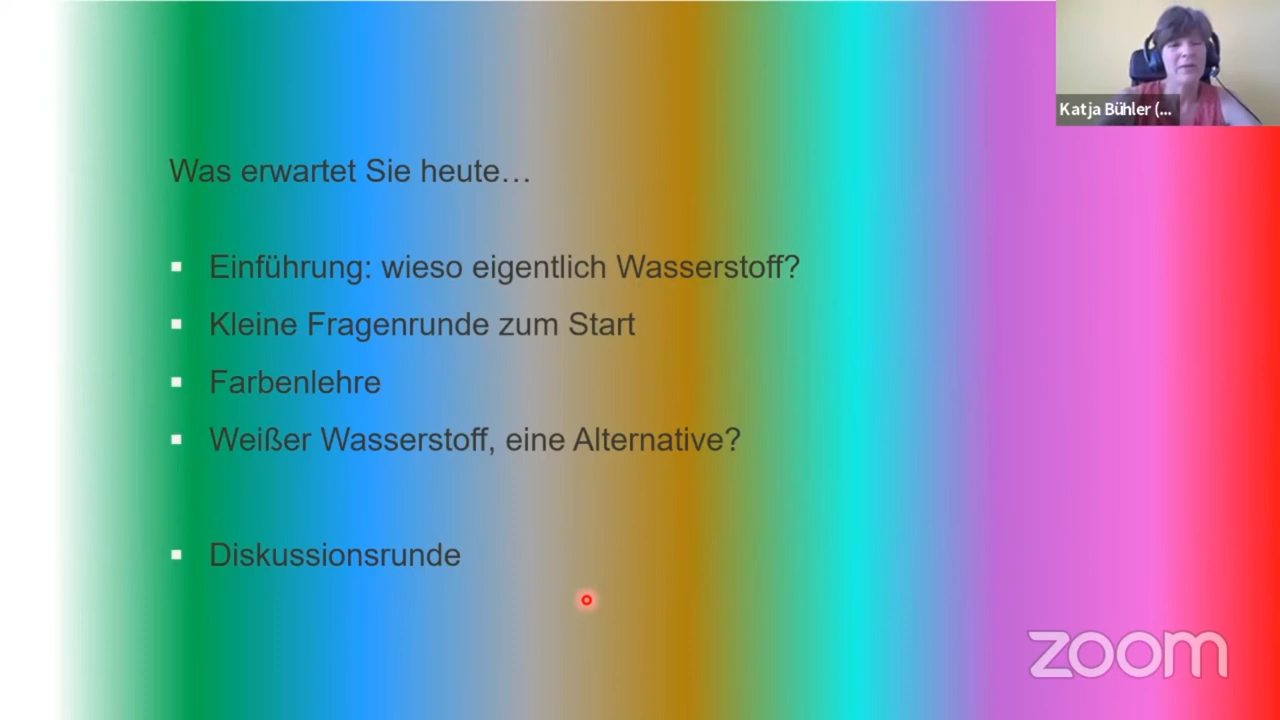 Katja Bühler (...
Was erwartet Sie heute…
▪ Einführung: wieso eigentlich Wasserstoff?
▪ Kleine Fragenrunde zum Start
▪ Farbenlehre
▪ Weißer Wasserstoff, eine Alternative?
▪ Diskussionsrunde
zoom